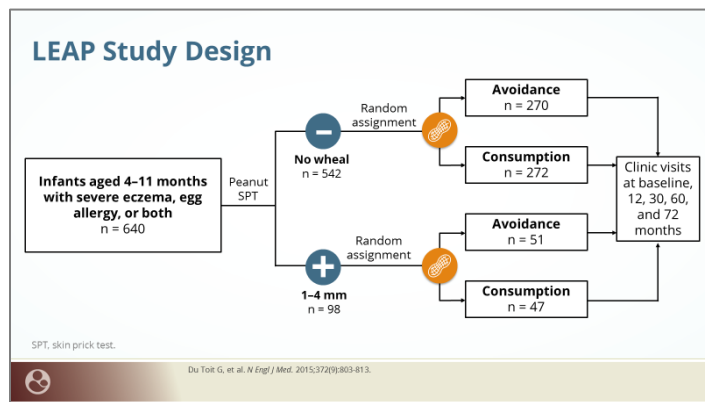 LEAP Study Design
Infants aged 4–11 months
with severe eczema, egg
allergy, or both
n = 640
Peanut
SPT
No wheal
n = 542
1–4 mm
n = 98
Random
assignment
Random
assignment
Avoidance
n = 270
Consumption
n = 272
Avoidance
n = 51
Consumption
n = 47
Clinic visits
at baseline,
12, 30, 60,
and 72
months
SPT, skin prick test.
Du Toit G, et al. N Engl J Med. 2015;372(9):803-813.